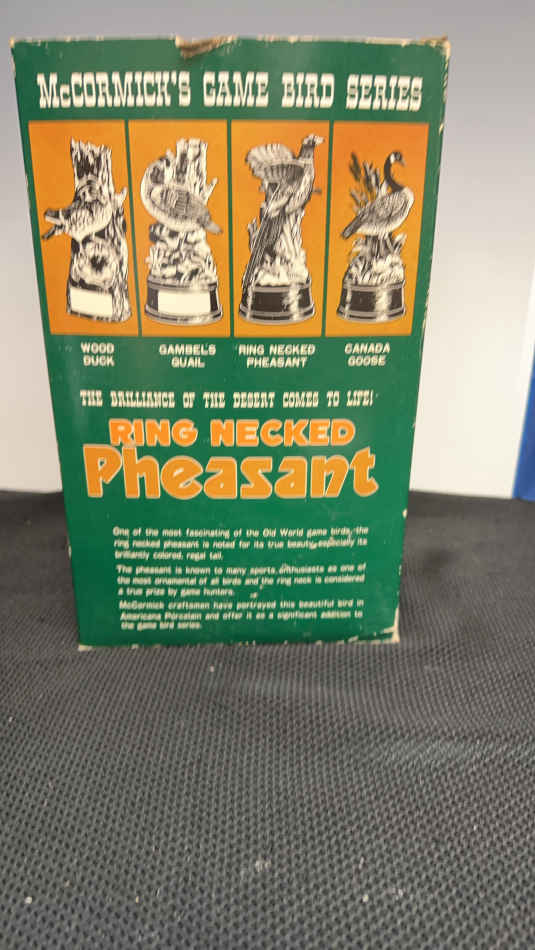 McCORMICK'S GAME BIRD SERIES
WOOD DUCK
GAMBEL'S QUAIL
RING NECKED PHEASANT
CANADA GOOSE
THE BRILLIANCE OF THE DESERT COMES TO LIFE!
RING NECKED
Pheasant
One of the most fascinating of the Old World game birds, the
ring necked pheasant is noted for its true beauty, especially its
brilliantly colored, regal tail.
The pheasant is known to many sports enthusiasts as one of
the most ornamental of all birds and the ring neck is considered
a true prize by game hunters.
McCormick craftsmen have portrayed this beautiful bird in
Americana Porcelain and offer it as a significant addition to
the game bird series.